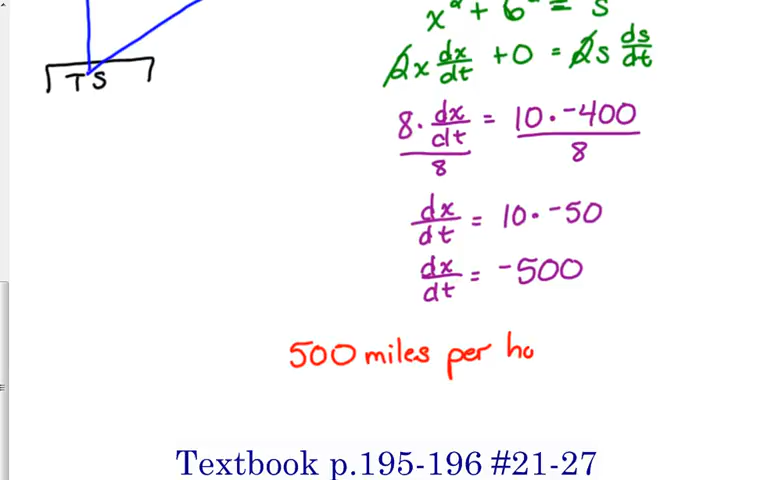 x² + 6² = s
2x dx/dt + 0 = 2s ds/dt
TS
8 · dx/dt = 10 · -400
8 8
dx/dt = 10 · -50
dx/dt = -500
500 miles per ho
Textbook p.195-196 #21-27